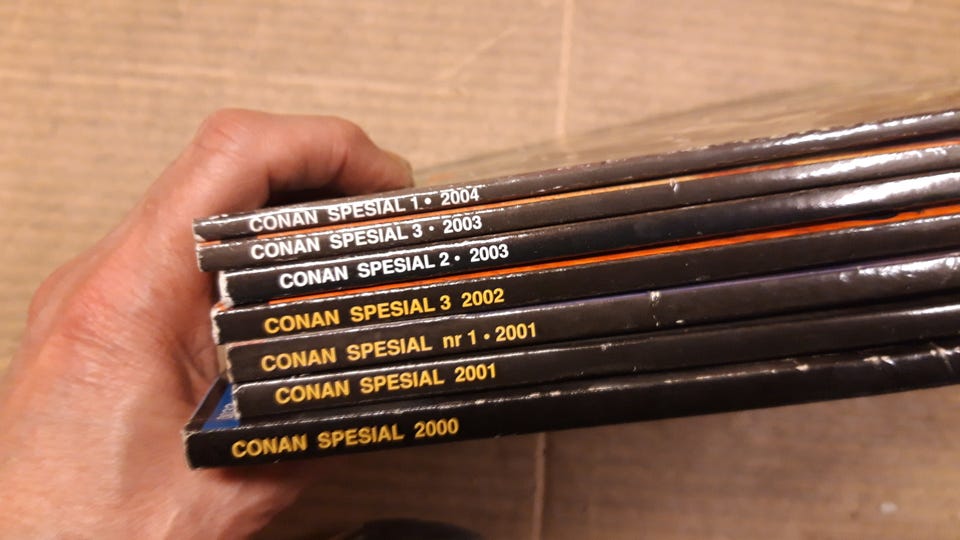 CONAN SPESIAL 1 • 2004
CONAN SPESIAL 3 • 2003
CONAN SPESIAL 2 • 2003
CONAN SPESIAL 3 2002
CONAN SPESIAL nr 1 • 2001
CONAN SPESIAL 2001
CONAN SPESIAL 2000